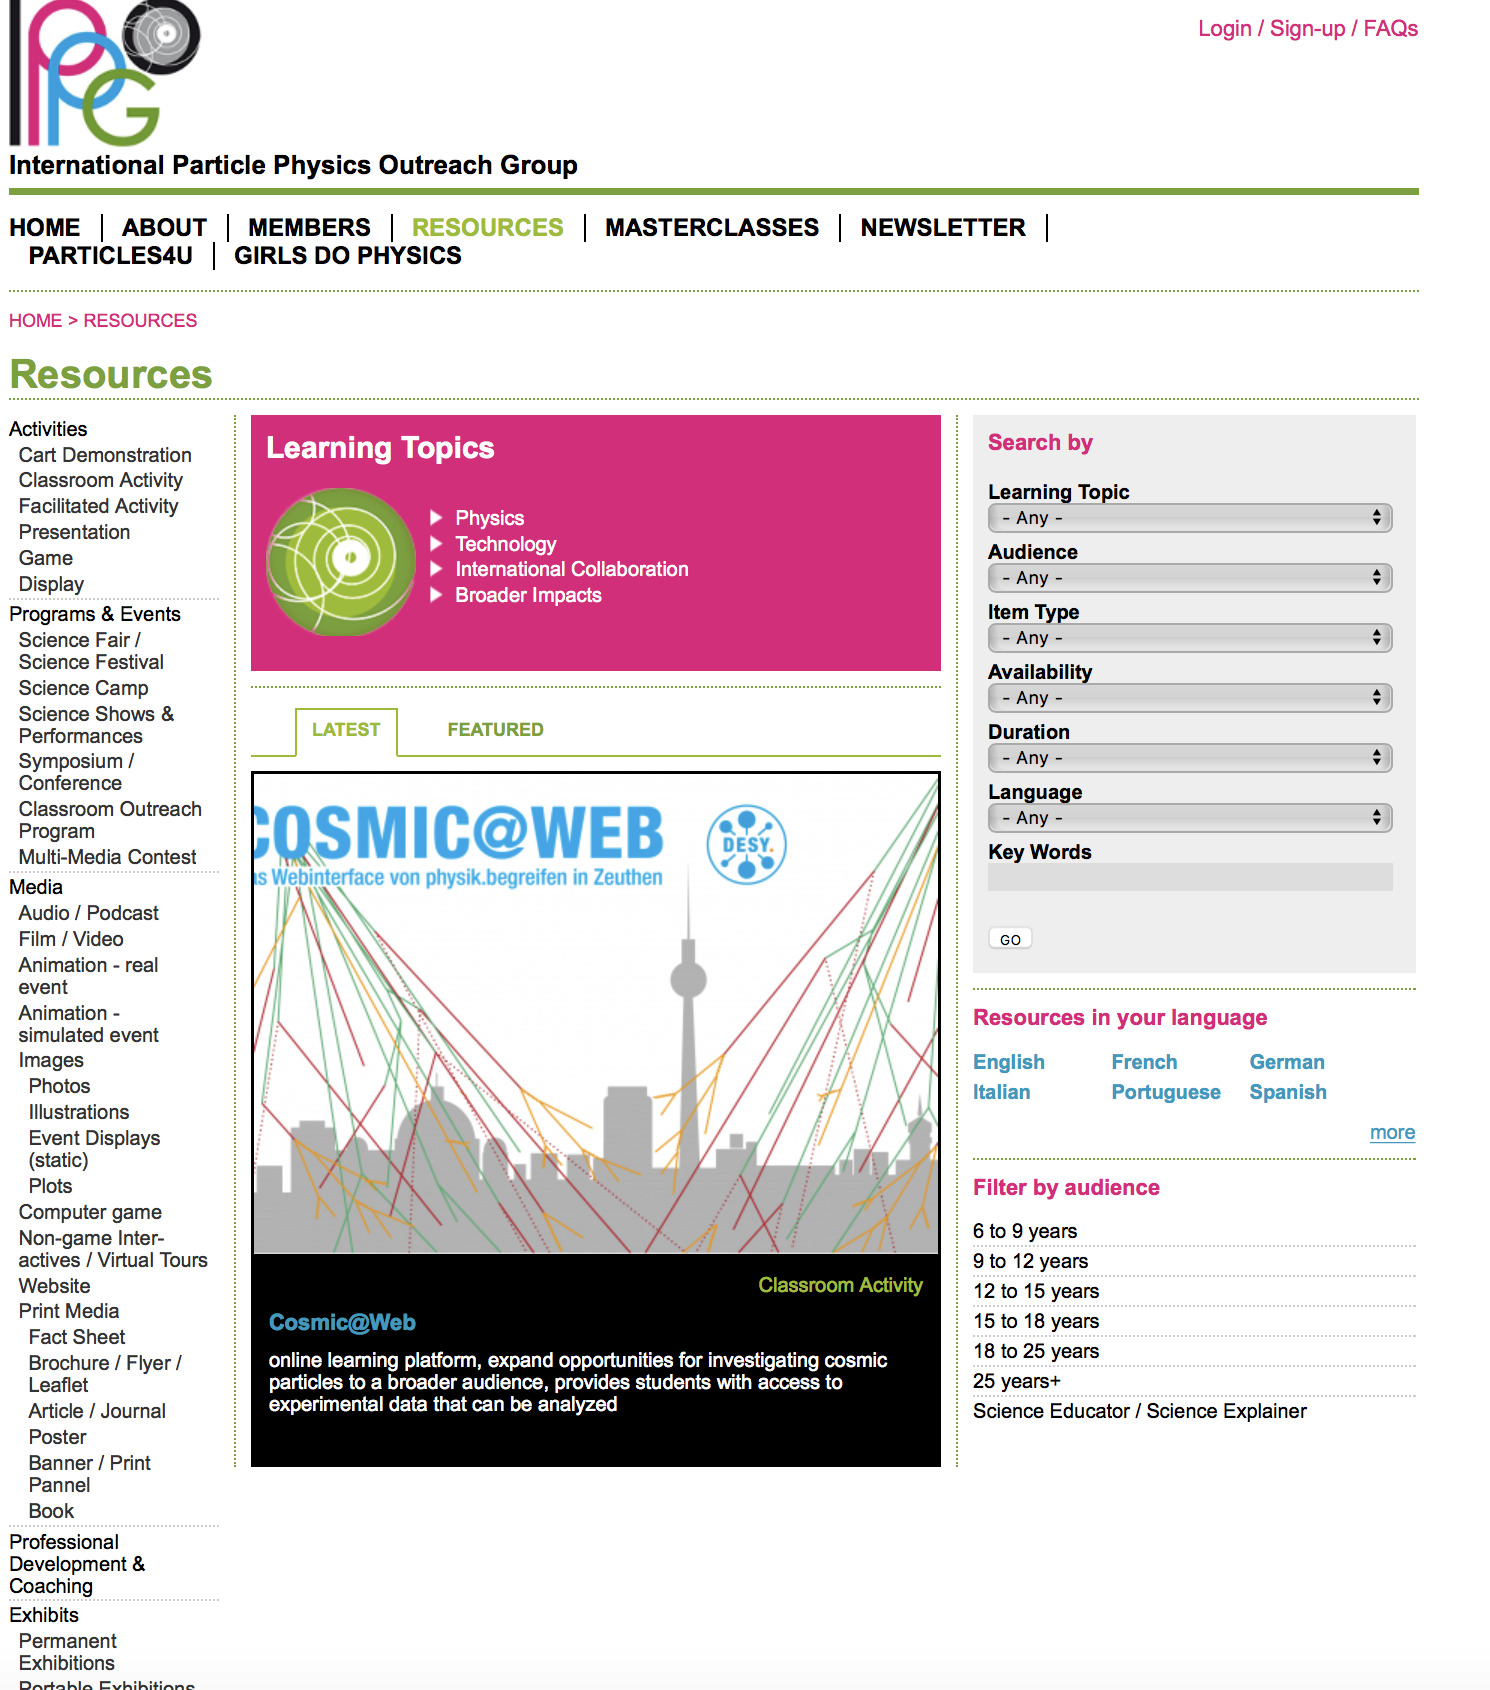 IPPOG
Login / Sign-up / FAQs
International Particle Physics Outreach Group
HOME
ABOUT
MEMBERS
RESOURCES
MASTERCLASSES
NEWSLETTER
PARTICLES4U
GIRLS DO PHYSICS
HOME > RESOURCES
Resources
Activities
Cart Demonstration
Classroom Activity
Facilitated Activity
Presentation
Game
Display
Programs & Events
Science Fair /
Science Festival
Science Camp
Science Shows &
Performances
Symposium /
Conference
Classroom Outreach
Program
Multi-Media Contest
Media
Audio / Podcast
Film / Video
Animation - real
event
Animation -
simulated event
Images
Photos
Illustrations
Event Displays
(static)
Plots
Computer game
Non-game Inter-
actives / Virtual Tours
Website
Print Media
Fact Sheet
Brochure / Flyer /
Leaflet
Article / Journal
Poster
Banner / Print
Pannel
Book
Professional
Development &
Coaching
Exhibits
Permanent
Exhibitions
Portable Exhibitions
Learning Topics
Physics
Technology
International Collaboration
Broader Impacts
LATEST
FEATURED
COSMIC@WEB
DESY.
as Webinterface von physik.begreifen in Zeuthen
Classroom Activity
Cosmic@Web
online learning platform, expand opportunities for investigating cosmic
particles to a broader audience, provides students with access to
experimental data that can be analyzed
Search by
Learning Topic
- Any -
Audience
- Any -
Item Type
- Any -
Availability
- Any -
Duration
- Any -
Language
- Any -
Key Words
GO
Resources in your language
English
French
German
Italian
Portuguese
Spanish
more
Filter by audience
6 to 9 years
9 to 12 years
12 to 15 years
15 to 18 years
18 to 25 years
25 years+
Science Educator / Science Explainer